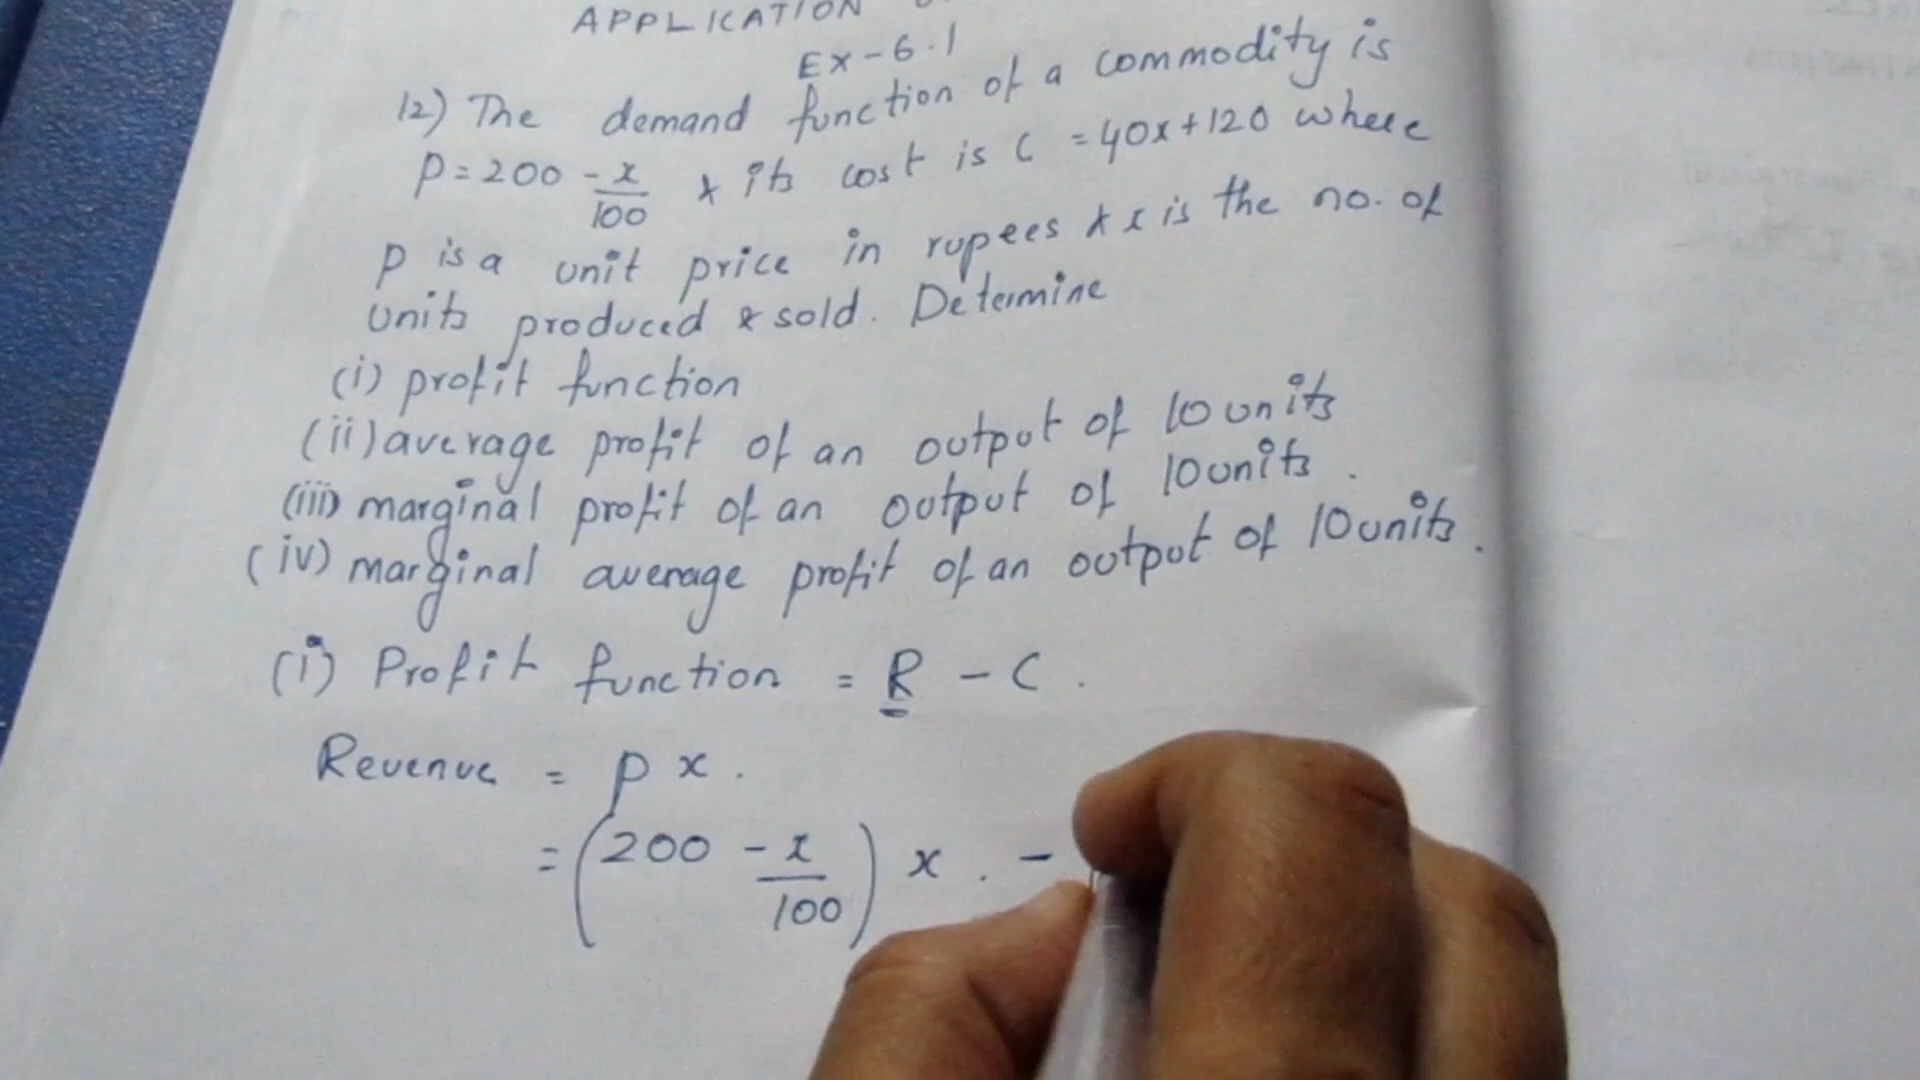 APPLICATION
Ex-6.1
12) The demand function of a commodity is
p = 200 - x/100 & its cost is C = 40x+120 where
p is a unit price in rupees & x is the no. of
units produced & sold. Determine
(i) profit function
(ii) average profit of an output of 10 units
(iii) marginal profit of an output of 10 units.
(iv) marginal average profit of an output of 10 units.
(i) Profit function = R - C.
Revenue = p x.
= (200 - x/100) x. -